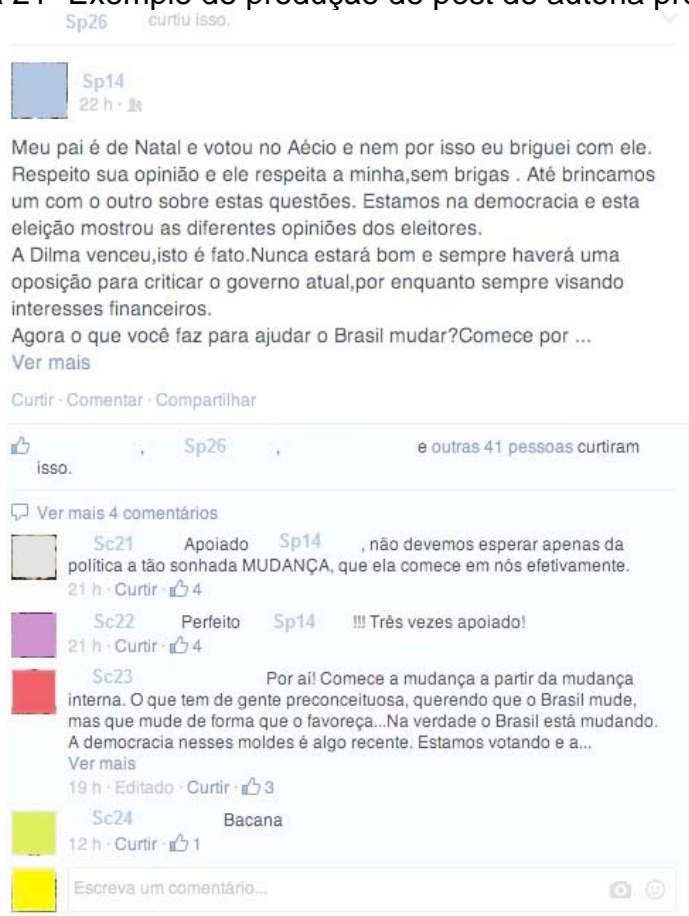 21- Exemplo de produção de post de autoria
Sp26 curtiu isso.
Sp14
22 h ·
Meu pai é de Natal e votou no Aécio e nem por isso eu briguei com ele.
Respeito sua opinião e ele respeita a minha,sem brigas . Até brincamos
um com o outro sobre estas questões. Estamos na democracia e esta
eleição mostrou as diferentes opiniões dos eleitores.
A Dilma venceu,isto é fato.Nunca estará bom e sempre haverá uma
oposição para criticar o governo atual,por enquanto sempre visando
interesses financeiros.
Agora o que você faz para ajudar o Brasil mudar?Comece por ...
Ver mais
Curtir · Comentar · Compartilhar
, Sp26 , e outras 41 pessoas curtiram
isso.
Ver mais 4 comentários
Sc21 Apoiado Sp14 , não devemos esperar apenas da
política a tão sonhada MUDANÇA, que ela comece em nós efetivamente.
21 h · Curtir · 4
Sc22 Perfeito Sp14 !!! Três vezes apoiado!
21 h · Curtir · 4
Sc23 Por aí! Comece a mudança a partir da mudança
interna. O que tem de gente preconceituosa, querendo que o Brasil mude,
mas que mude de forma que o favoreça...Na verdade o Brasil está mudando.
A democracia nesses moldes é algo recente. Estamos votando e a...
Ver mais
19 h · Editado · Curtir · 3
Sc24 Bacana
12 h · Curtir · 1
Escreva um comentário...